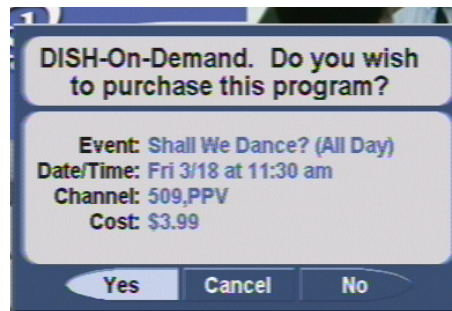 DISH-On-Demand. Do you wish
to purchase this program?
Event: Shall We Dance? (All Day)
Date/Time: Fri 3/18 at 11:30 am
Channel: 509,PPV
Cost: $3.99
Yes Cancel No